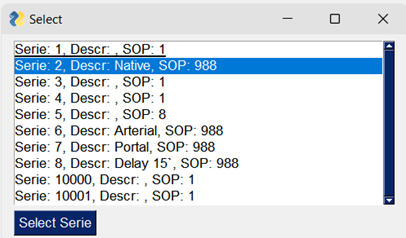 Select
Serie: 1, Descr: , SOP: 1
Serie: 2, Descr: Native, SOP: 988
Serie: 3, Descr: , SOP: 1
Serie: 4, Descr: , SOP: 1
Serie: 5, Descr: , SOP: 8
Serie: 6, Descr: Arterial, SOP: 988
Serie: 7, Descr: Portal, SOP: 988
Serie: 8, Descr: Delay 15`, SOP: 988
Serie: 10000, Descr: , SOP: 1
Serie: 10001, Descr: , SOP: 1
Select Serie